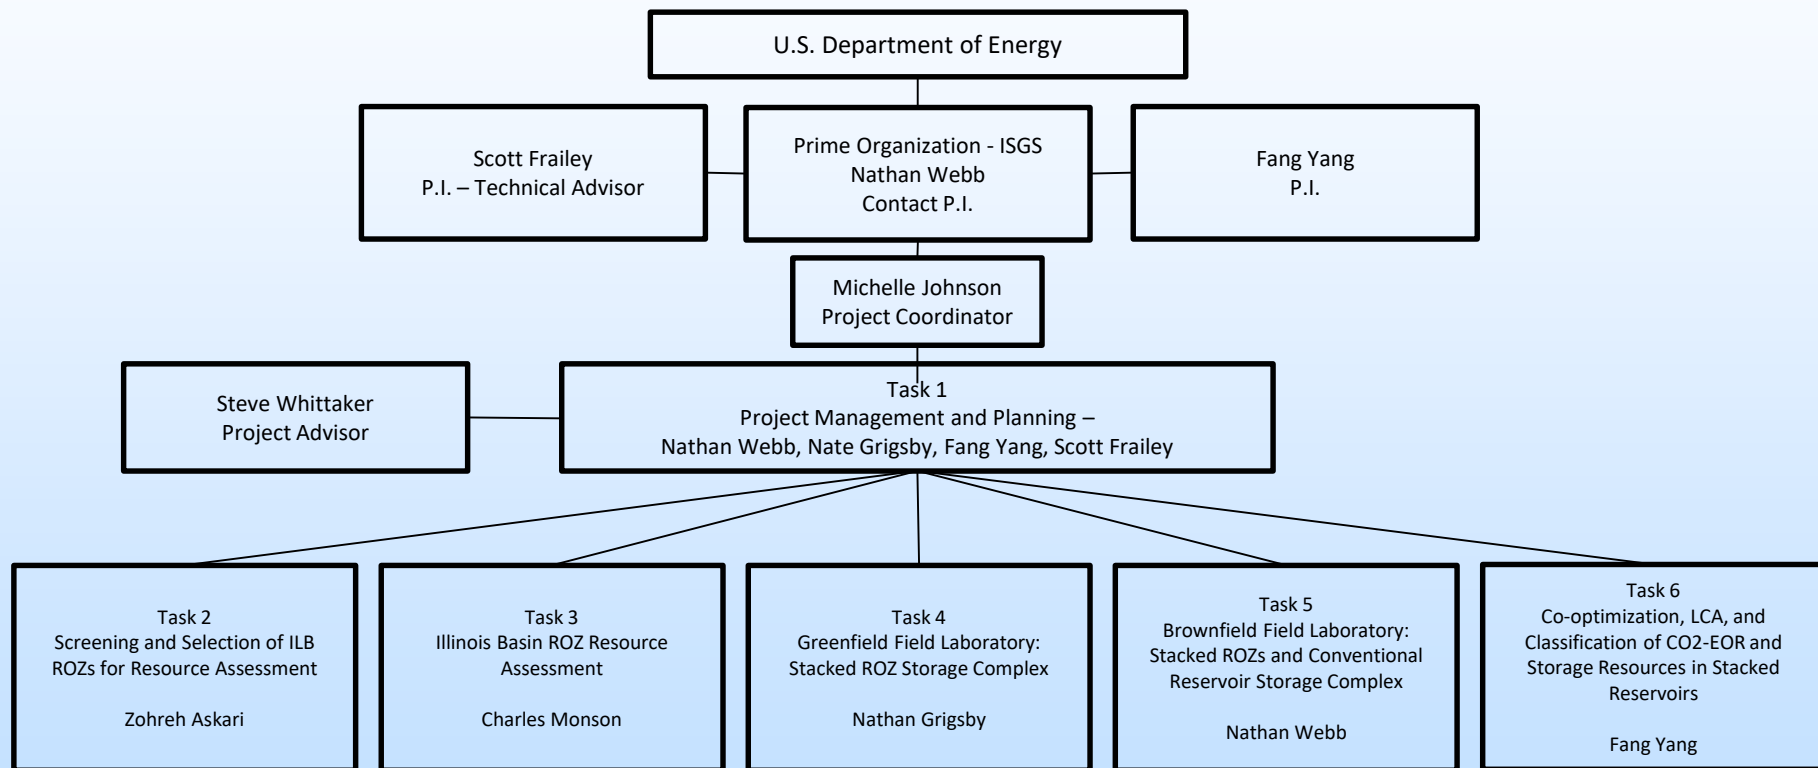 U.S. Department of Energy
Scott Frailey
P.I. – Technical Advisor
Prime Organization - ISGS
Nathan Webb
Contact P.I.
Fang Yang
P.I.
Michelle Johnson
Project Coordinator
Steve Whittaker
Project Advisor
Task 1
Project Management and Planning –
Nathan Webb, Nate Grigsby, Fang Yang, Scott Frailey
Task 2
Screening and Selection of ILB
ROZs for Resource Assessment
Zohreh Askari
Task 3
Illinois Basin ROZ Resource
Assessment
Charles Monson
Task 4
Greenfield Field Laboratory:
Stacked ROZ Storage Complex
Nathan Grigsby
Task 5
Brownfield Field Laboratory:
Stacked ROZs and Conventional
Reservoir Storage Complex
Nathan Webb
Task 6
Co-optimization, LCA, and
Classification of CO2-EOR and
Storage Resources in Stacked
Reservoirs
Fang Yang